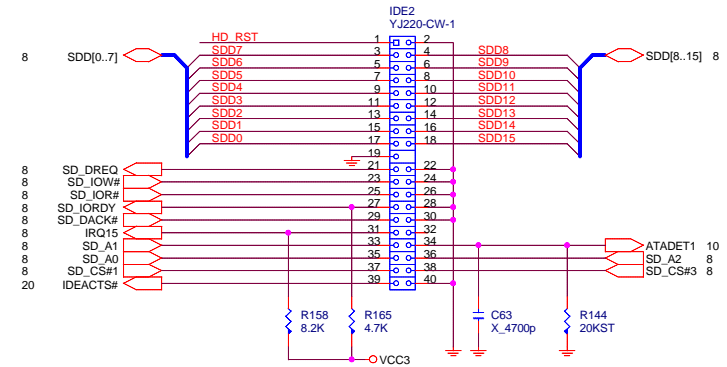 IDE2
YJ220-CW-1
HD_RST 1 2
8 SDD[0..7] SDD7 3 4 SDD8 SDD[8..15] 8
SDD6 5 6 SDD9
SDD5 7 8 SDD10
SDD4 9 10 SDD11
SDD3 11 12 SDD12
SDD2 13 14 SDD13
SDD1 15 16 SDD14
SDD0 17 18 SDD15
19
8 SD_DREQ 21 22
8 SD_IOW# 23 24
8 SD_IOR# 25 26
8 SD_IORDY 27 28
8 SD_DACK# 29 30
8 IRQ15 31 32
8 SD_A1 33 34 ATADET1 10
8 SD_A0 35 36 SD_A2 8
8 SD_CS#1 37 38 SD_CS#3 8
20 IDEACTS# 39 40
R158 R165 C63 R144
8.2K 4.7K X_4700p 20KST
VCC3